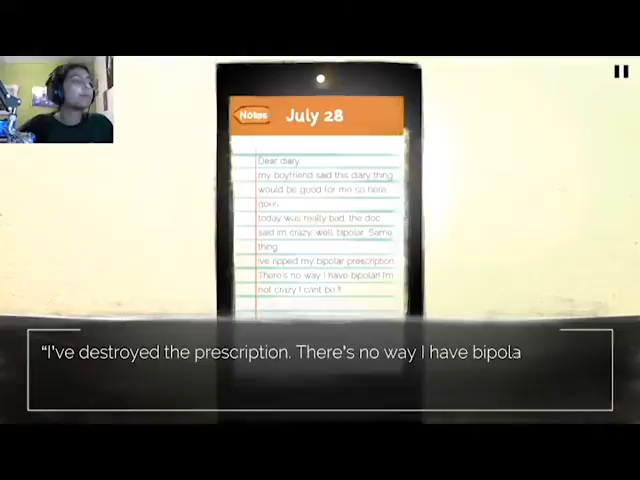 Notes
July 28
Dear diary
my boyfriend said this diary thing
would be good for me so here
goes
today was really bad, the doc
said im crazy. well, bipolar. Same
thing
ive ripped my bipolar prescription
There's no way I have bipolar! I'm
not crazy I cant be!!
"I've destroyed the prescription. There's no way I have bipola